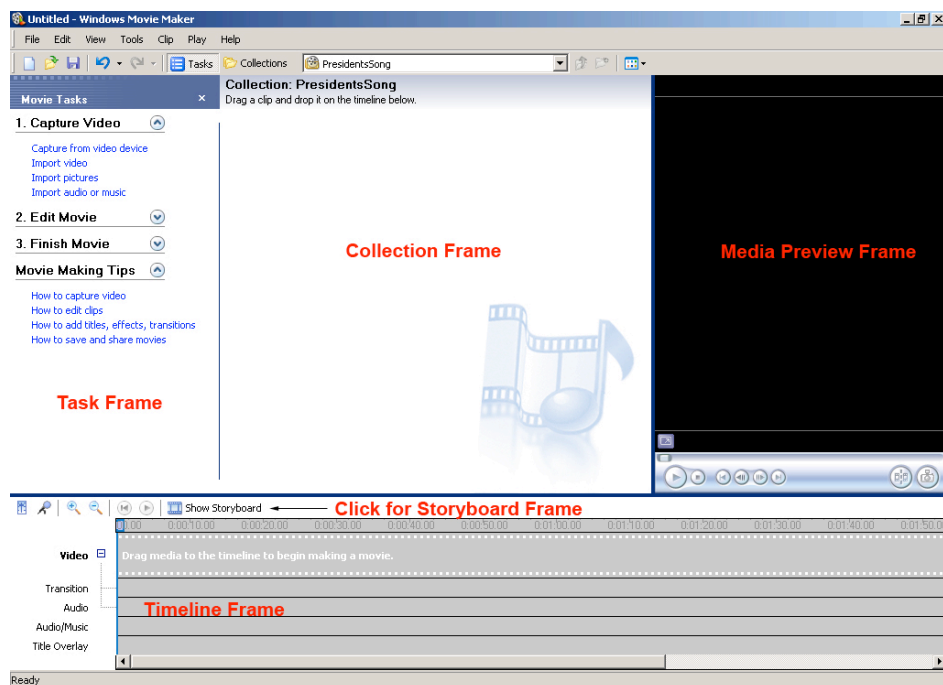 Untitled - Windows Movie Maker
File Edit View Tools Clip Play Help
Tasks Collections PresidentsSong
Movie Tasks
Collection: PresidentsSong
Drag a clip and drop it on the timeline below.
1. Capture Video
Capture from video device
Import video
Import pictures
Import audio or music
2. Edit Movie
3. Finish Movie
Movie Making Tips
How to capture video
How to edit clips
How to add titles, effects, transitions
How to save and share movies
Task Frame
Collection Frame
Media Preview Frame
Show Storyboard Click for Storyboard Frame
0:00 0:00:10.00 0:00:20.00 0:00:30.00 0:00:40.00 0:00:50.00 0:01:00.00 0:01:10.00 0:01:20.00 0:01:30.00 0:01:40.00 0:01:50.0
Video Drag media to the timeline to begin making a movie.
Transition
Audio
Timeline Frame
Audio/Music
Title Overlay
Ready